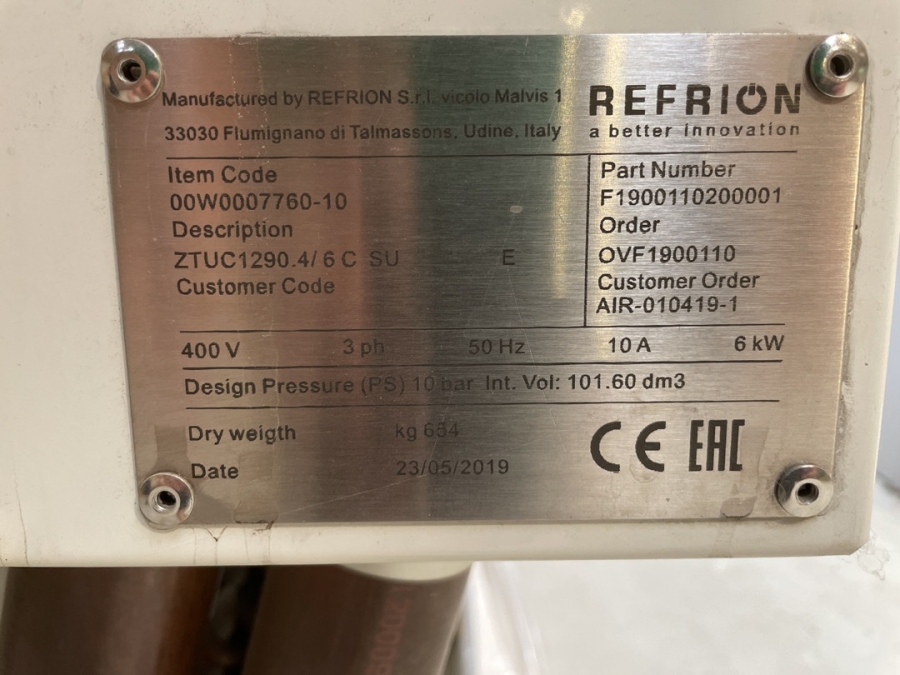 Manufactured by REFRION S.r.l. vicolo Malvis 1
33030 Flumignano di Talmassons, Udine, Italy
REFRION
a better innovation
Item Code
00W0007760-10
Description
ZTUC1290.4/ 6 C SU E
Customer Code
Part Number
F1900110200001
Order
OVF1900110
Customer Order
AIR-010419-1
400 V 3 ph 50 Hz 10 A 6 kW
Design Pressure (PS) 10 bar Int. Vol: 101.60 dm3
Dry weigth kg 654
Date 23/05/2019
CE EAC